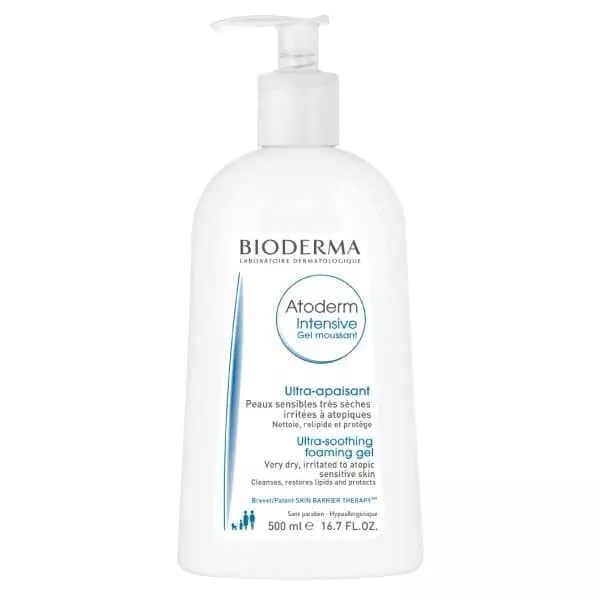 BIODERMA
LABORATOIRE DERMATOLOGIQUE
Atoderm
Intensive
Gel moussant
Ultra-apaisant
Peaux sensibles très sèches
irritées à atopiques
Nettoie, relipide et protège
Ultra-soothing
foaming gel
Very dry, irritated to atopic
sensitive skin
Cleanses, restores lipids and protects
Brevet/Patent SKIN BARRIER THERAPY™
Sans paraben - Hypoallergénique
500 ml ℮ 16.7 FL.OZ.